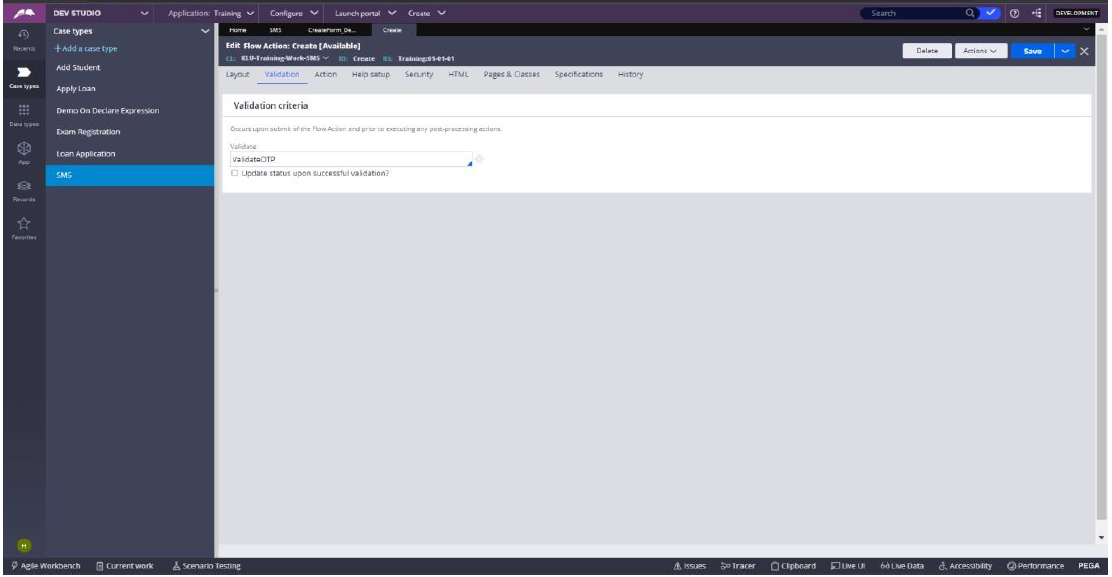 DEV STUDIO Application: Training Configure Launch portal Create Search DEVELOPMENT
Recents
Case types
Data types
App
Records
Favorites
H
Case types
+Add a case type
Add Student
Apply Loan
Demo On Declare Expression
Exam Registration
Loan Application
SMS
Home SMS CreateForm_De... Create
Edit Flow Action: Create [Available]
CL: KLU-Training-Work-SMS ID: Create RS: Training:01-01-01
Delete Actions Save
Layout Validation Action Help setup Security HTML Pages & Classes Specifications History
Validation criteria
Occurs upon submit of the Flow Action and prior to executing any post-processing actions.
Validate
ValidateOTP
Update status upon successful validation?
Agile Workbench Current work Scenario Testing Issues Tracer Clipboard Live UI Live Data Accessibility Performance PEGA